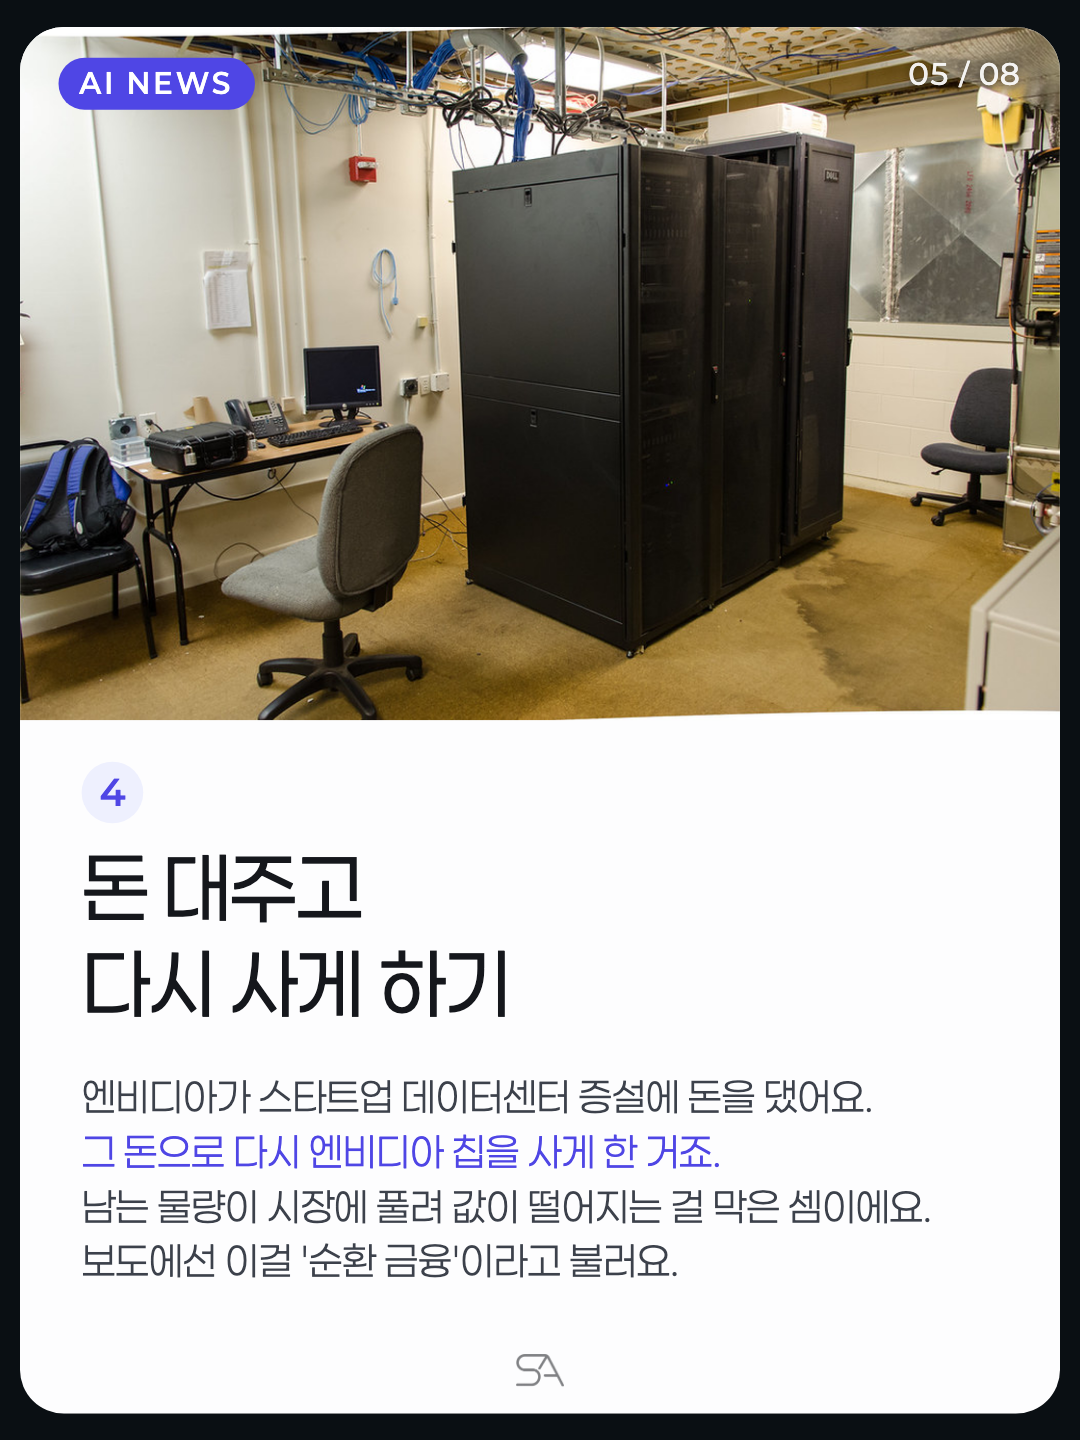 AI NEWS
05 / 08
DELL
4
돈 대주고
다시 사게 하기
엔비디아가 스타트업 데이터센터 증설에 돈을 댔어요.
그 돈으로 다시 엔비디아 칩을 사게 한 거죠.
남는 물량이 시장에 풀려 값이 떨어지는 걸 막은 셈이에요.
보도에선 이걸 '순환 금융'이라고 불러요.
SA